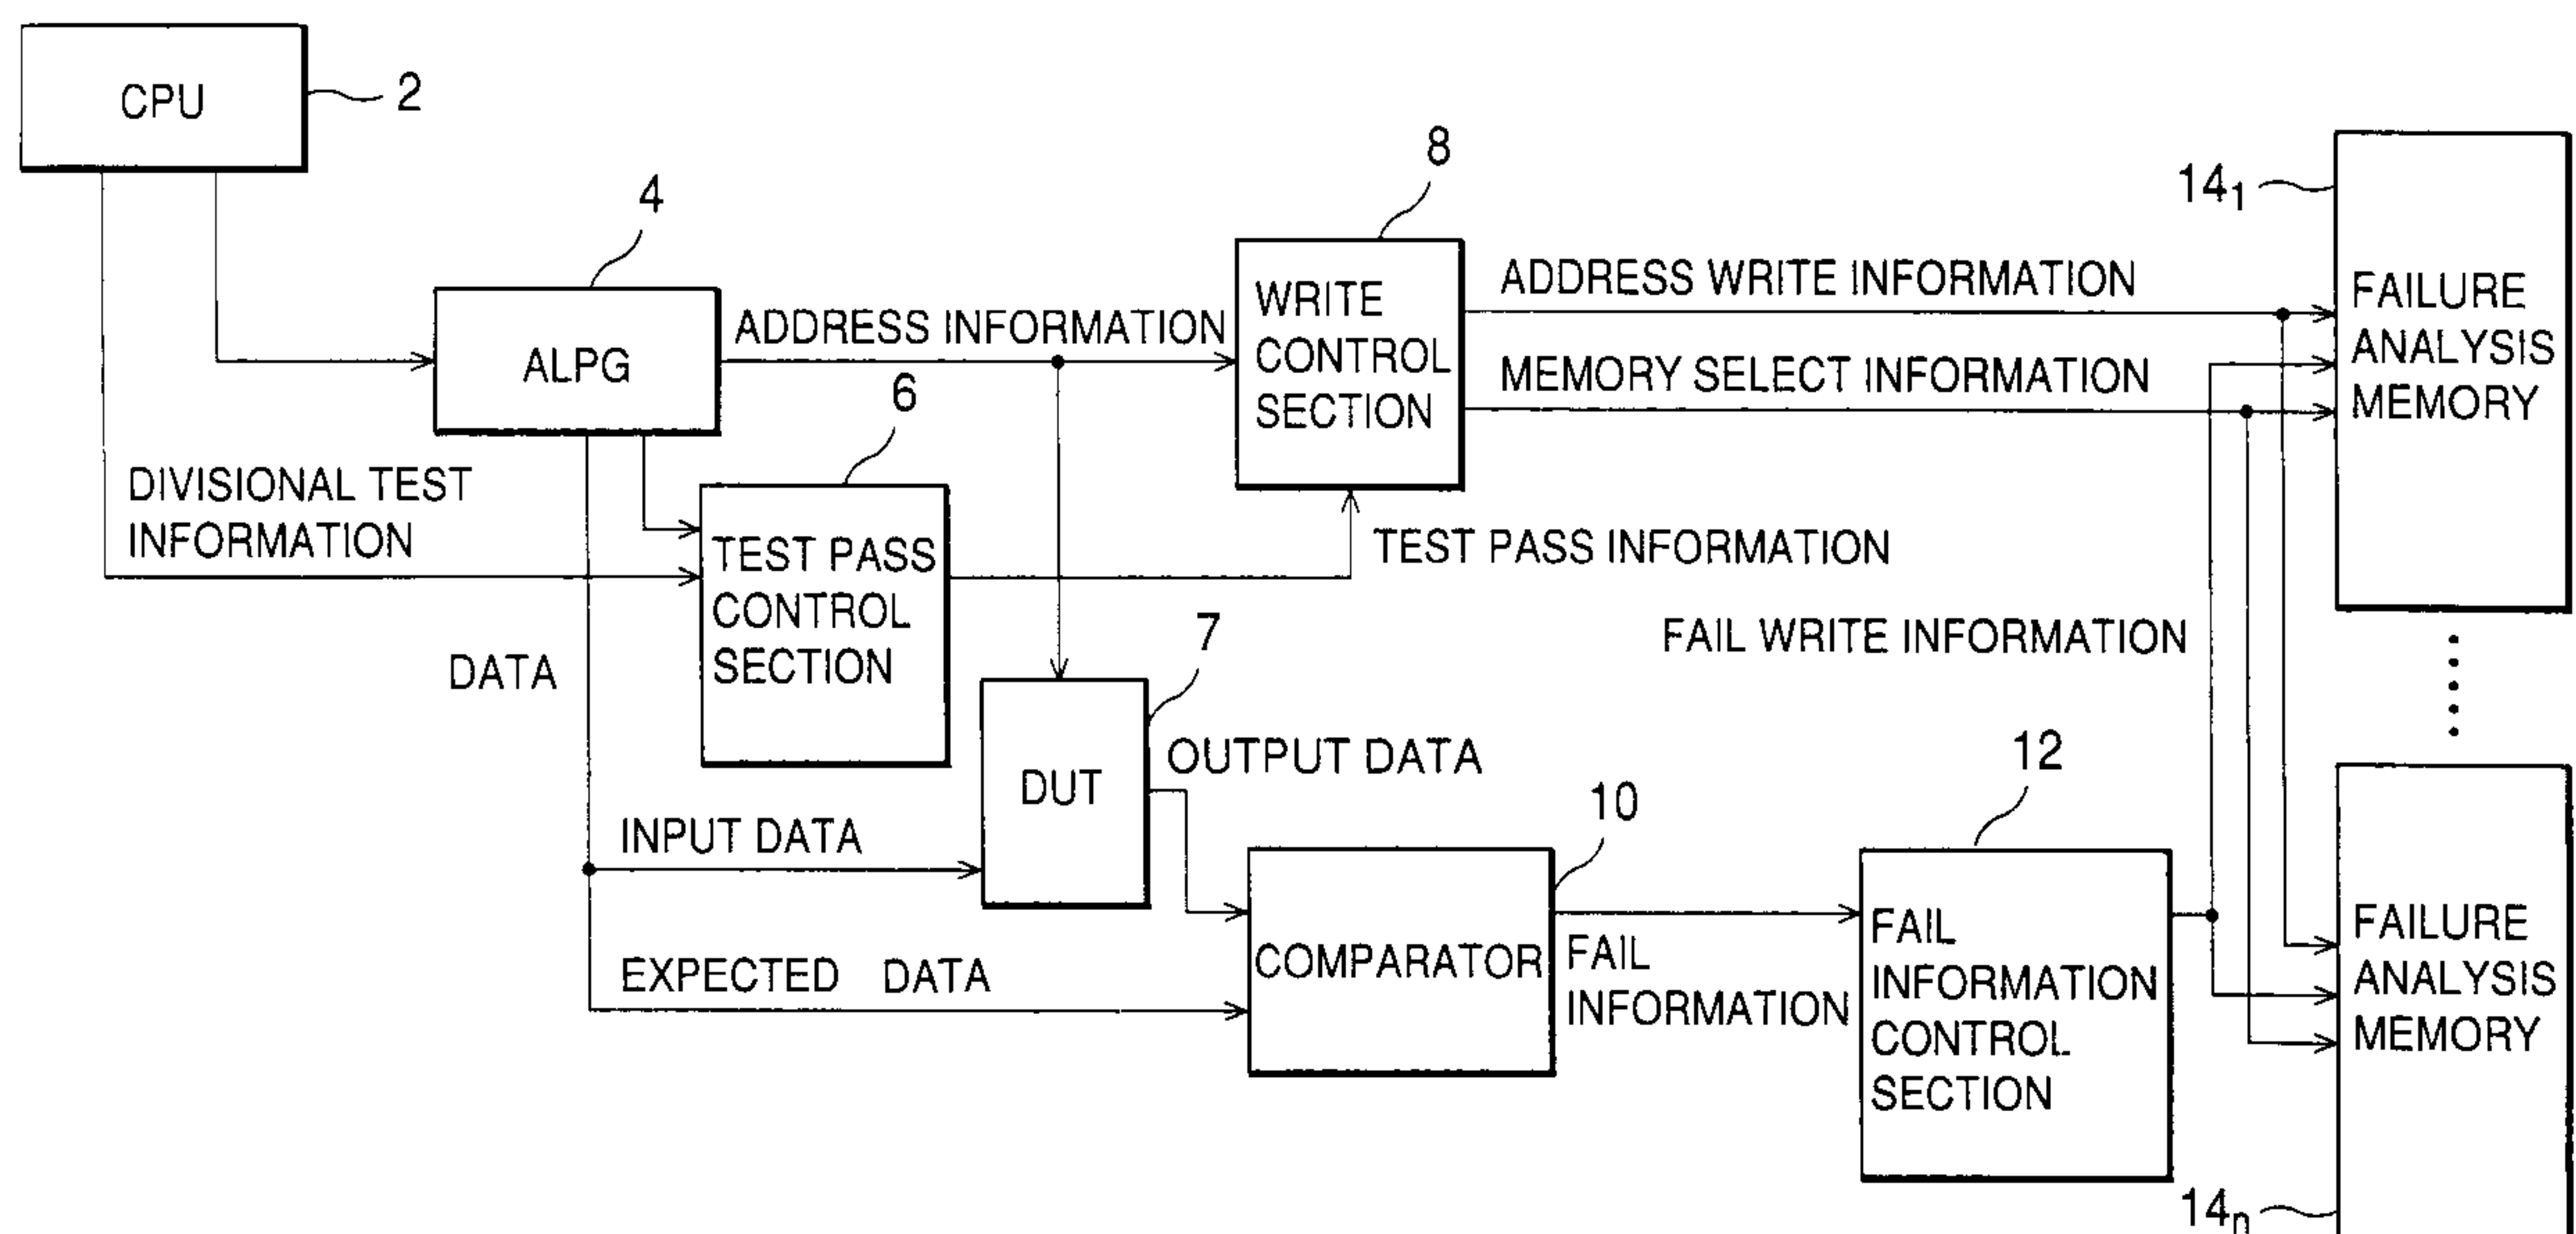 CPU
2
4
ALPG
ADDRESS INFORMATION
8
WRITE
CONTROL
SECTION
ADDRESS WRITE INFORMATION
MEMORY SELECT INFORMATION
14₁
FAILURE
ANALYSIS
MEMORY
DIVISIONAL TEST
INFORMATION
6
TEST PASS
CONTROL
SECTION
TEST PASS INFORMATION
FAIL WRITE INFORMATION
DATA
7
DUT
OUTPUT DATA
INPUT DATA
EXPECTED DATA
10
COMPARATOR
FAIL
INFORMATION
12
FAIL
INFORMATION
CONTROL
SECTION
FAILURE
ANALYSIS
MEMORY
14ₙ